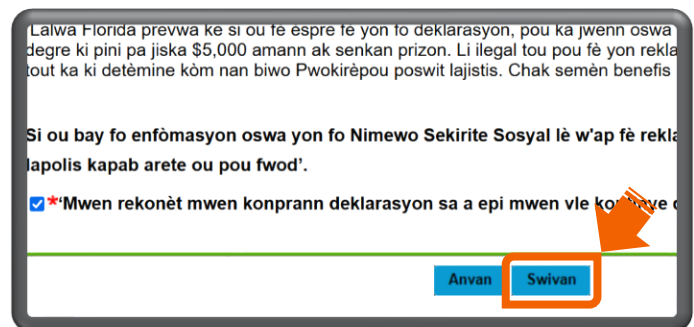 'Lalwa Florida prevwa ke si ou fè espre fè yon fo deklarasyon, pou ka jwenn oswa
degre ki pini pa jiska $5,000 amann ak senkan prizon. Li ilegal tou pou fè yon rekla
tout ka ki detèmine kòm nan biwo Pwokirèpou poswit lajistis. Chak semèn benefis
Si ou bay fo enfòmasyon oswa yon fo Nimewo Sekirite Sosyal lè w'ap fè rekla
lapolis kapab arete ou pou fwod'.
*'Mwen rekonèt mwen konprann deklarasyon sa a epi mwen vle
Anvan Swivan